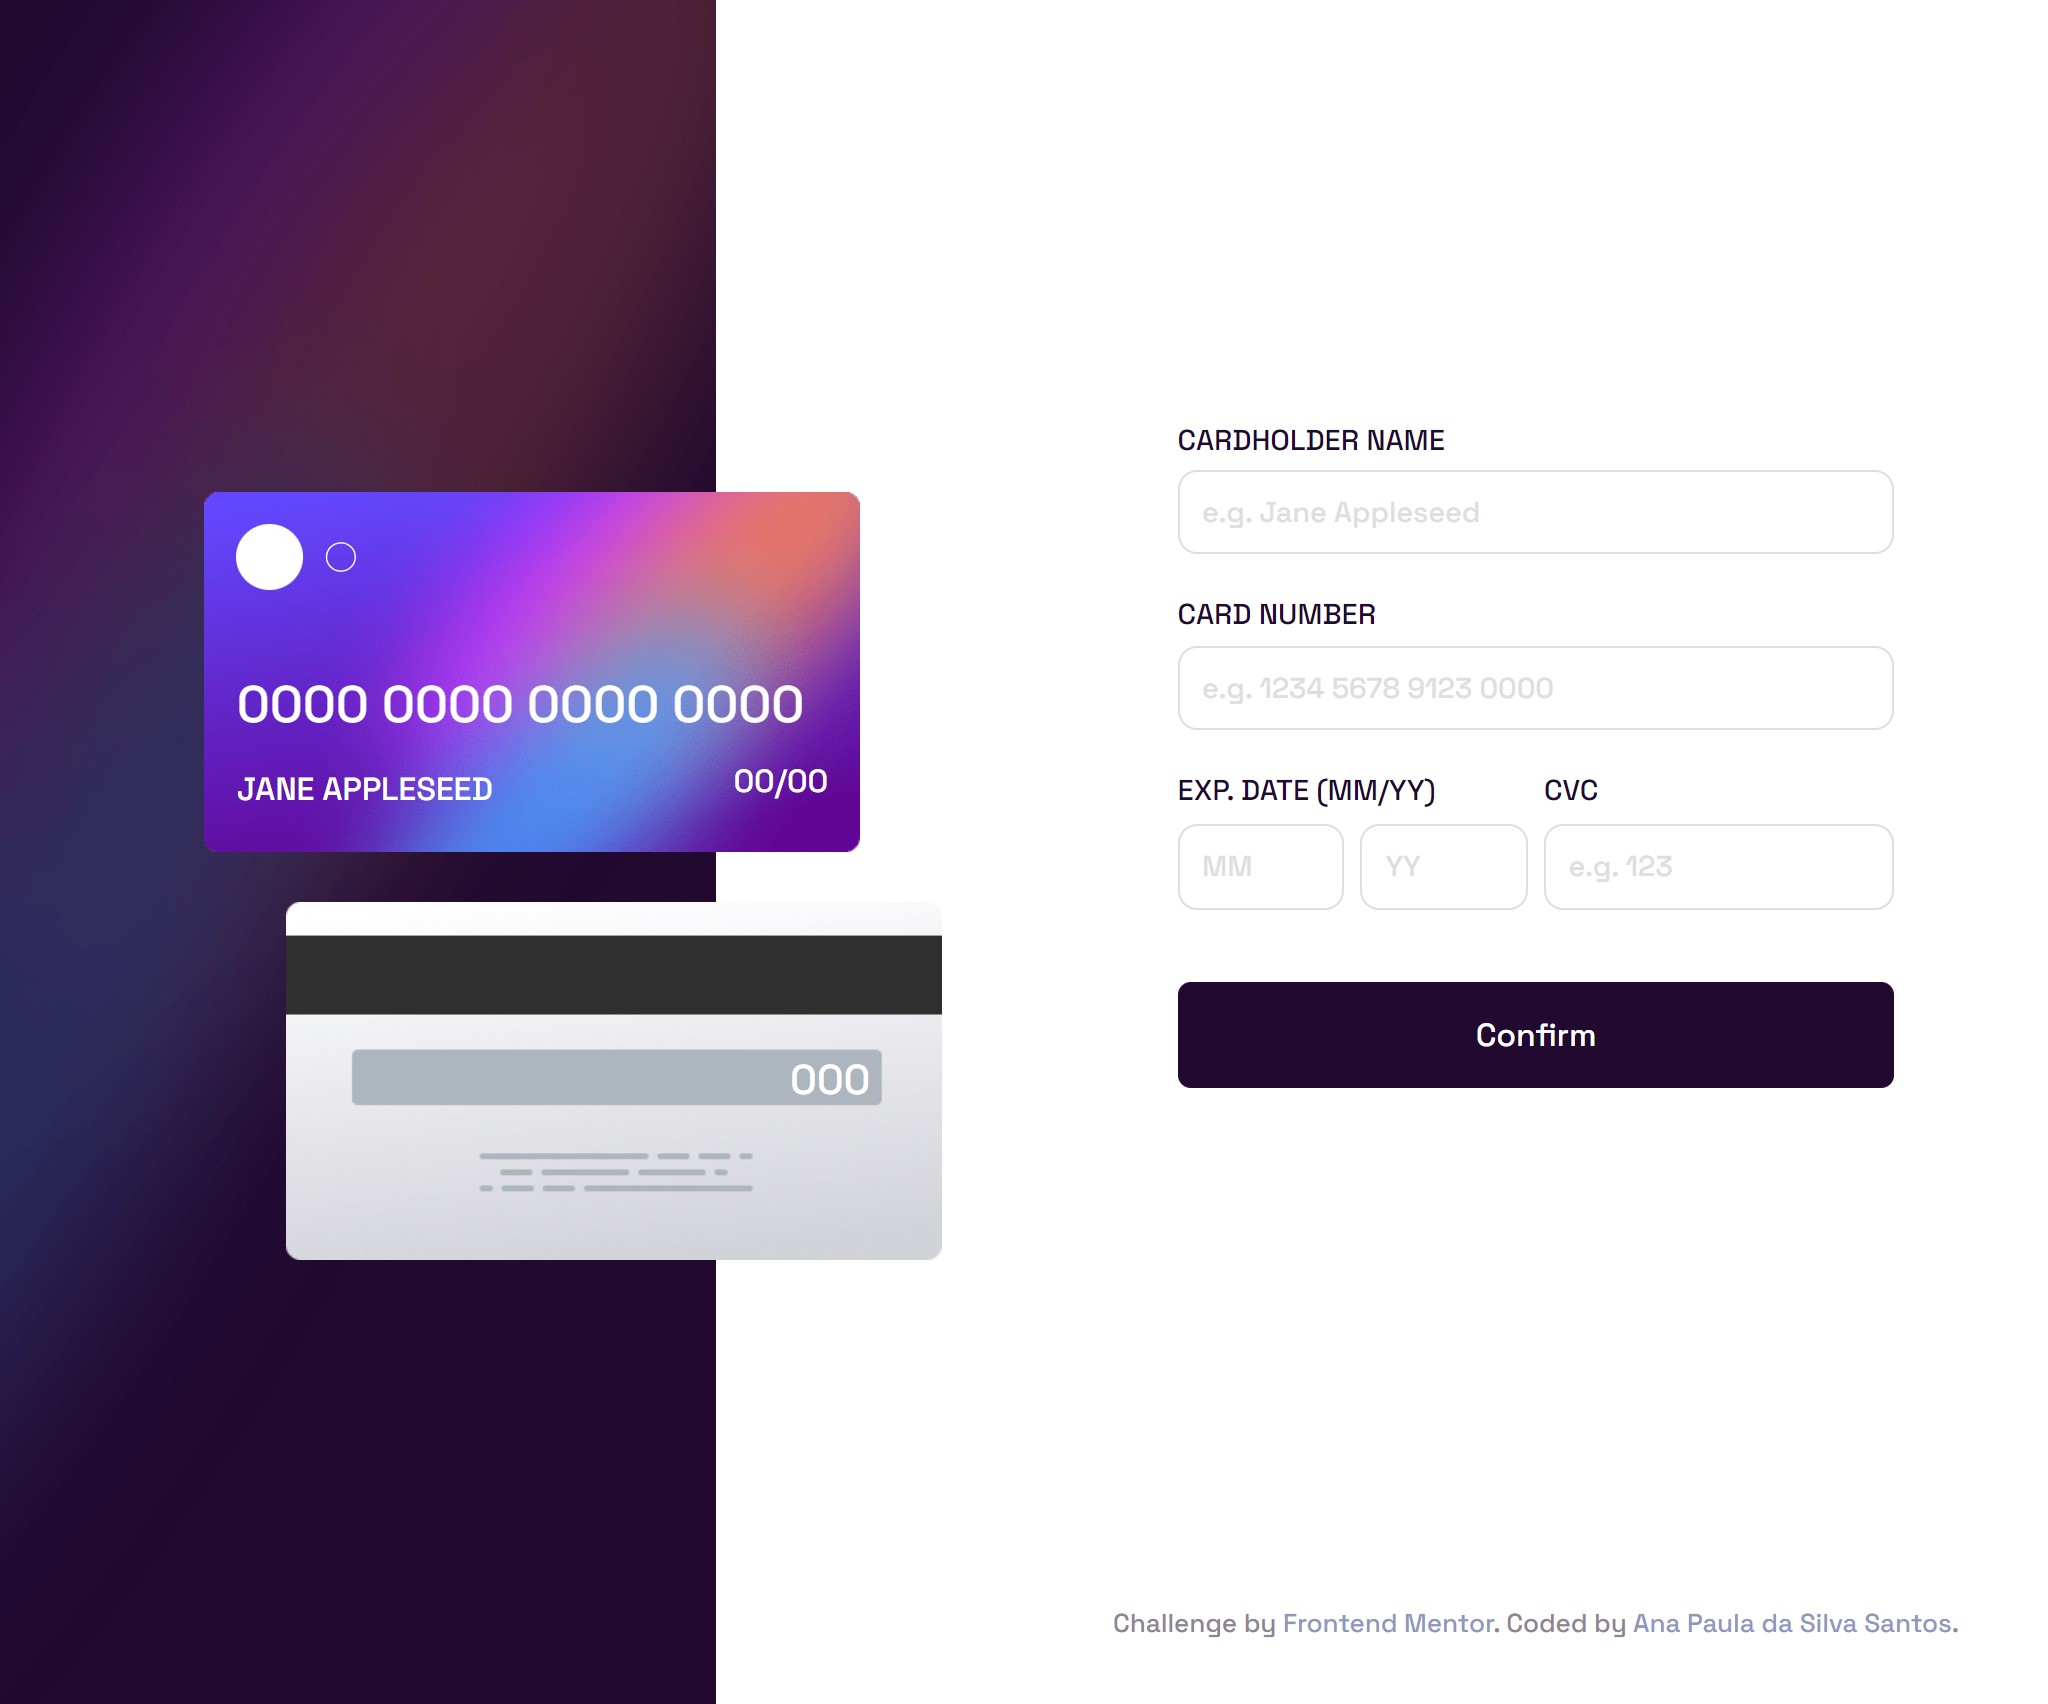 0000 0000 0000 0000
JANE APPLESEED
00/00
000
CARDHOLDER NAME
e.g. Jane Appleseed
CARD NUMBER
e.g. 1234 5678 9123 0000
EXP. DATE (MM/YY)
CVC
MM
YY
e.g. 123
Confirm
Challenge by Frontend Mentor. Coded by Ana Paula da Silva Santos.